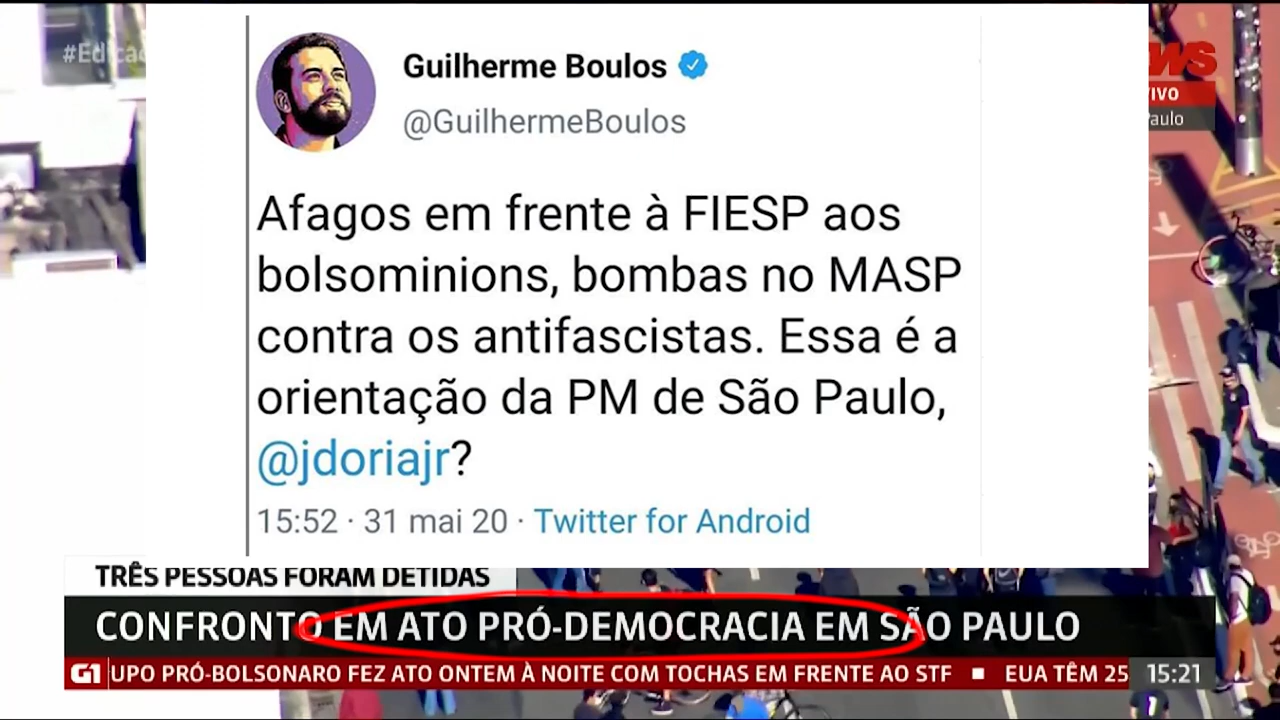 #Edica
Guilherme Boulos
@GuilhermeBoulos
Afagos em frente à FIESP aos
bolsominions, bombas no MASP
contra os antifascistas. Essa é a
orientação da PM de São Paulo,
@jdoriajr?
15:52 · 31 mai 20 · Twitter for Android
WS
IVO
aulo
TRÊS PESSOAS FORAM DETIDAS
CONFRONTO EM ATO PRÓ-DEMOCRACIA EM SÃO PAULO
G1 UPO PRÓ-BOLSONARO FEZ ATO ONTEM À NOITE COM TOCHAS EM FRENTE AO STF ■ EUA TÊM 25 15:21